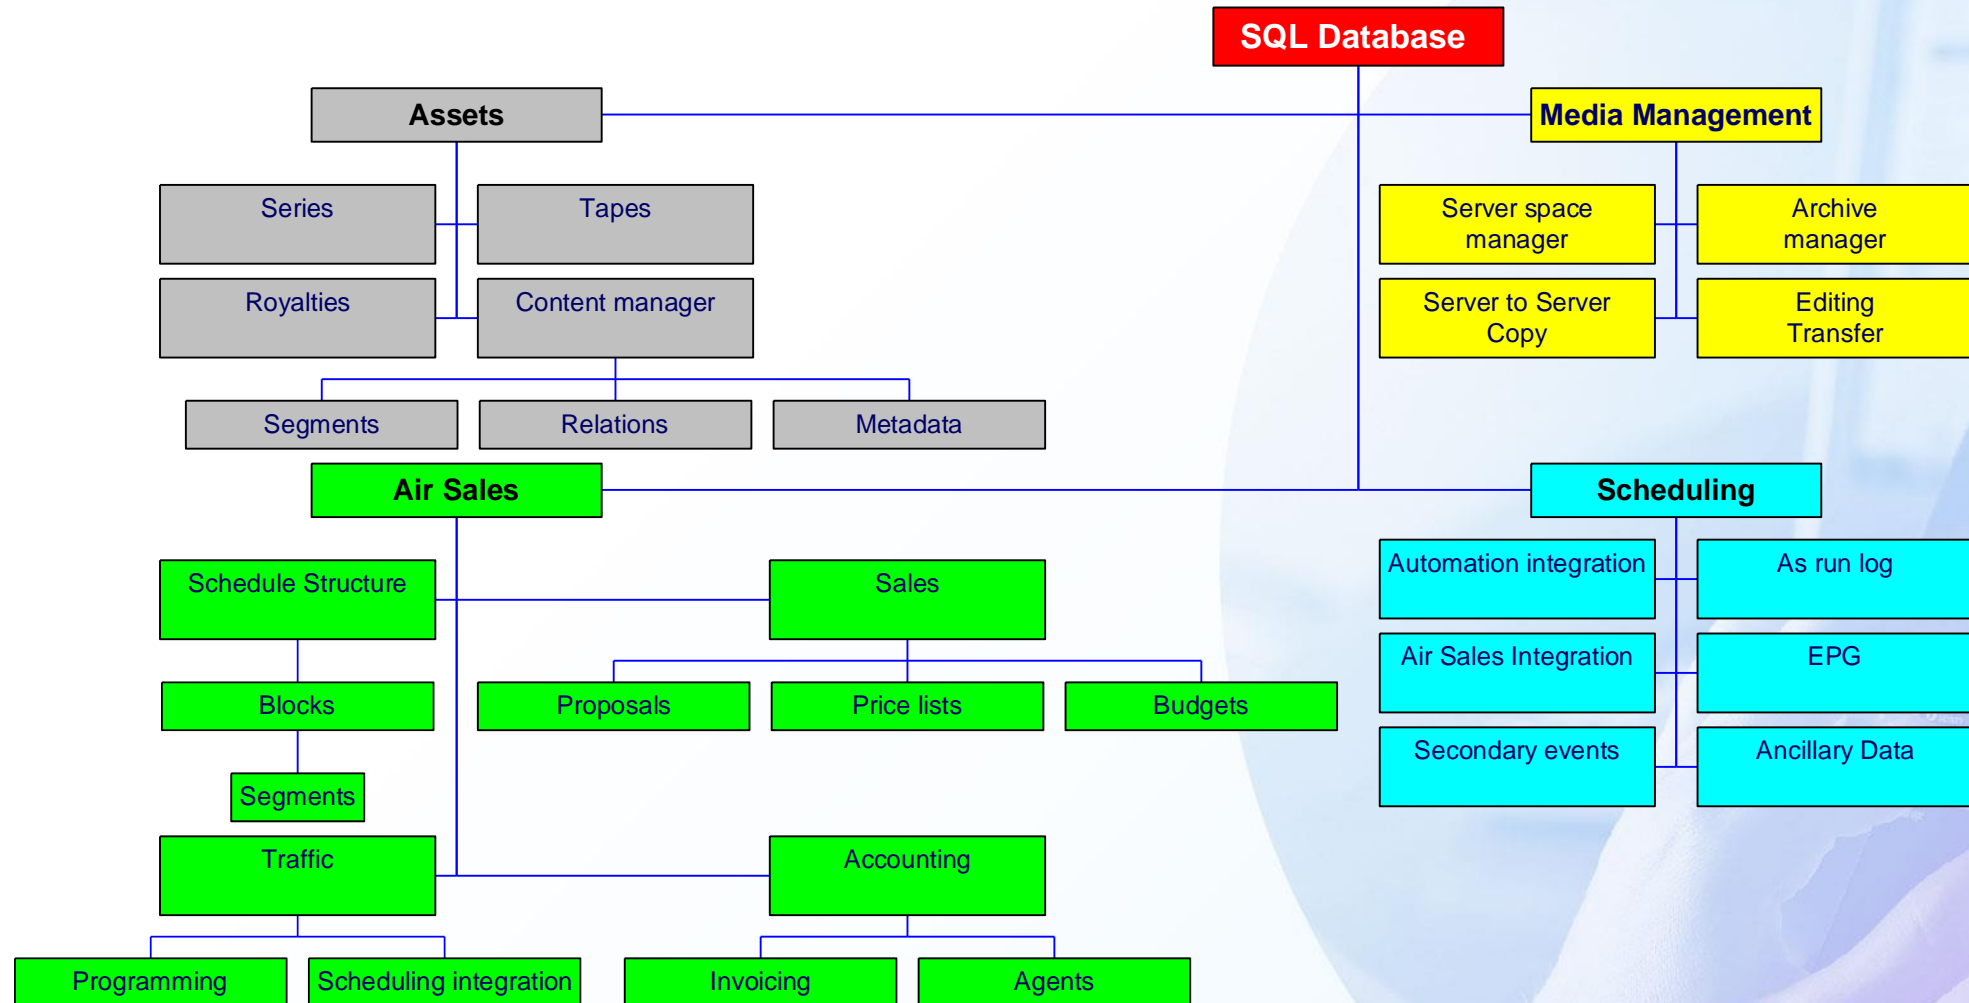 SQL Database
Assets
Media Management
Series
Tapes
Server space
manager
Archive
manager
Royalties
Content manager
Server to Server
Copy
Editing
Transfer
Segments
Relations
Metadata
Air Sales
Scheduling
Automation integration
As run log
Schedule Structure
Sales
Air Sales Integration
EPG
Blocks
Proposals
Price lists
Budgets
Secondary events
Ancillary Data
Segments
Traffic
Accounting
Programming
Scheduling integration
Invoicing
Agents